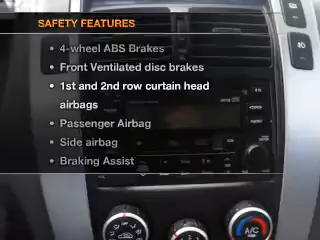 SAFETY FEATURES
• 4-wheel ABS Brakes
• Front Ventilated disc brakes
• 1st and 2nd row curtain head
airbags
• Passenger Airbag
• Side airbag
• Braking Assist
A/C